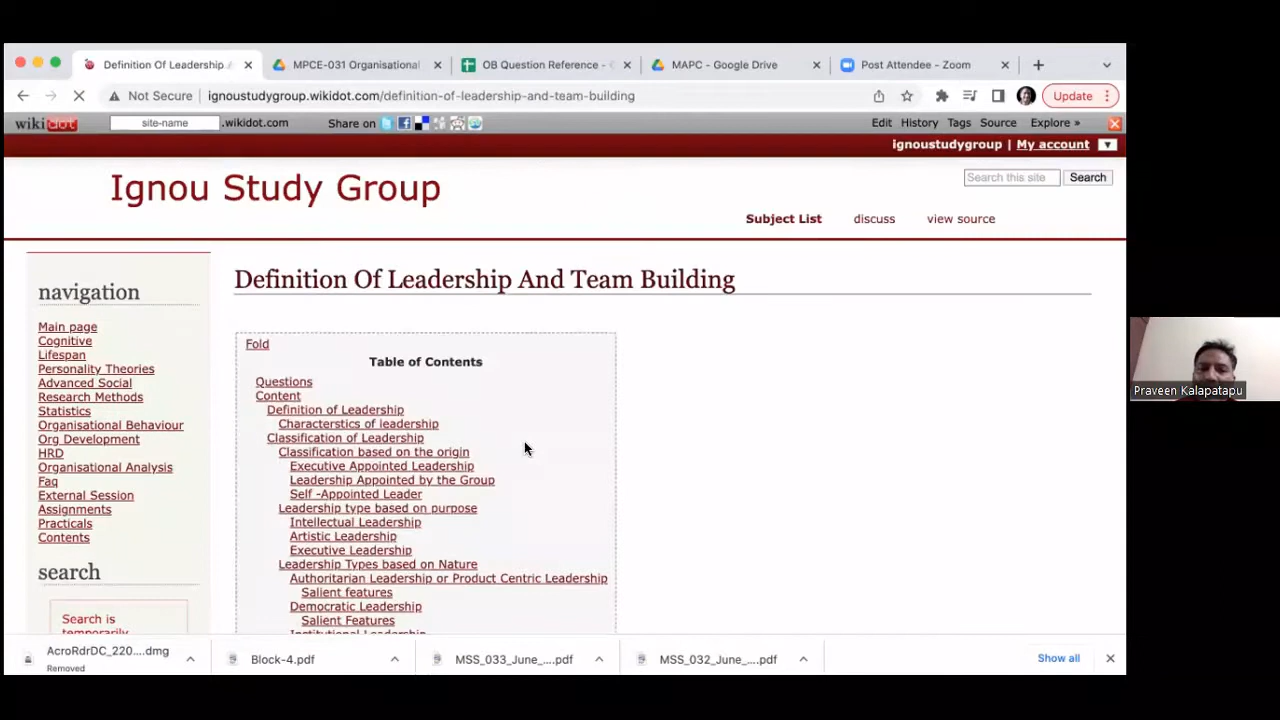 Definition Of Leadership A
MPCE-031 Organisational
OB Question Reference -
MAPC - Google Drive
Post Attendee - Zoom
Not Secure
ignoustudygroup.wikidot.com/definition-of-leadership-and-team-building
Update
wikidot
site-name
.wikidot.com
Share on
Edit
History
Tags
Source
Explore »
ignoustudygroup | My account
Ignou Study Group
Search this site
Search
Subject List
discuss
view source
navigation
Main page
Cognitive
Lifespan
Personality Theories
Advanced Social
Research Methods
Statistics
Organisational Behaviour
Org Development
HRD
Organisational Analysis
Faq
External Session
Assignments
Practicals
Contents
search
Search is
temporarily
Definition Of Leadership And Team Building
Fold
Table of Contents
Questions
Content
Definition of Leadership
Characterstics of leadership
Classification of Leadership
Classification based on the origin
Executive Appointed Leadership
Leadership Appointed by the Group
Self -Appointed Leader
Leadership type based on purpose
Intellectual Leadership
Artistic Leadership
Executive Leadership
Leadership Types based on Nature
Authoritarian Leadership or Product Centric Leadership
Salient features
Democratic Leadership
Salient Features
Institutional Leadership
Praveen Kalapatapu
AcroRdrDC_220....dmg
Removed
Block-4.pdf
MSS_033_June_....pdf
MSS_032_June_....pdf
Show all